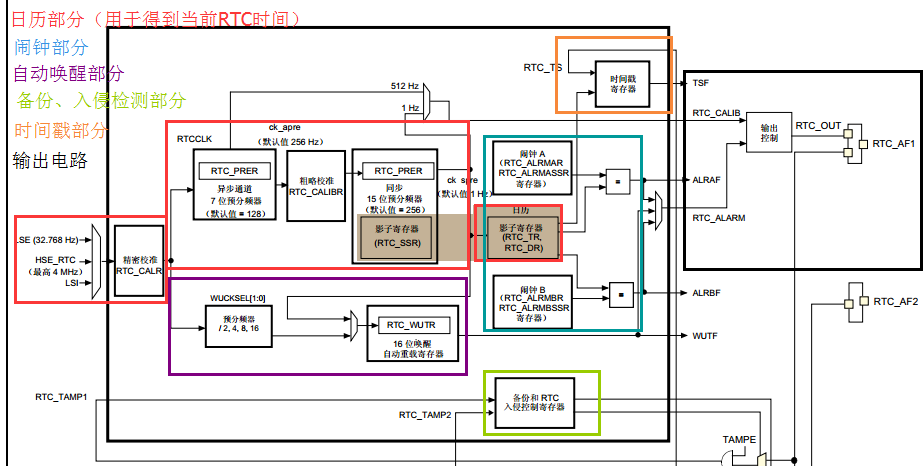 日历部分（用于得到当前RTC时间）
闹钟部分
自动唤醒部分
备份、入侵检测部分
时间戳部分
输出电路
RTC_TS
时间戳
寄存器
TSF
512 Hz
1 Hz
RTC_CALIB
输出
控制
RTC_OUT
RTC_AF1
RTCCLK
ck_apre
（默认值 256 Hz）
RTC_PRER
异步通道
7 位预分频器
（默认值 = 128）
粗略校准
RTC_CALIBR
RTC_PRER
同步
15 位预分频器
（默认值 = 256）
ck_spre
（默认值 1 Hz）
闹钟 A
（RTC_ALRMAR
RTC_ALRMASSR
寄存器）
=
ALRAF
RTC_ALARM
日历
影子寄存器
(RTC_SSR)
影子寄存器
(RTC_TR,
RTC_DR)
LSE (32.768 Hz)
HSE_RTC
（最高 4 MHz）
LSI
精密校准
RTC_CALR
闹钟 B
（RTC_ALRMBR
RTC_ALRMBSSR
寄存器）
=
ALRBF
RTC_AF2
WUCKSEL[1:0]
预分频器
/ 2, 4, 8, 16
RTC_WUTR
16 位唤醒
自动重载寄存器
WUTF
RTC_TAMP1
RTC_TAMP2
备份和 RTC
入侵控制寄存器
TAMPE